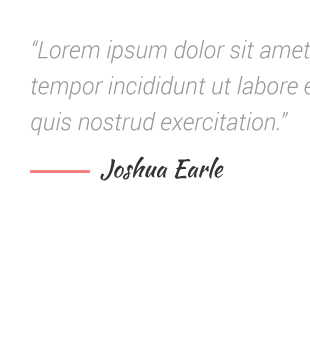 “Lorem ipsum dolor sit amet
tempor incididunt ut labore e
quis nostrud exercitation.”
Joshua Earle